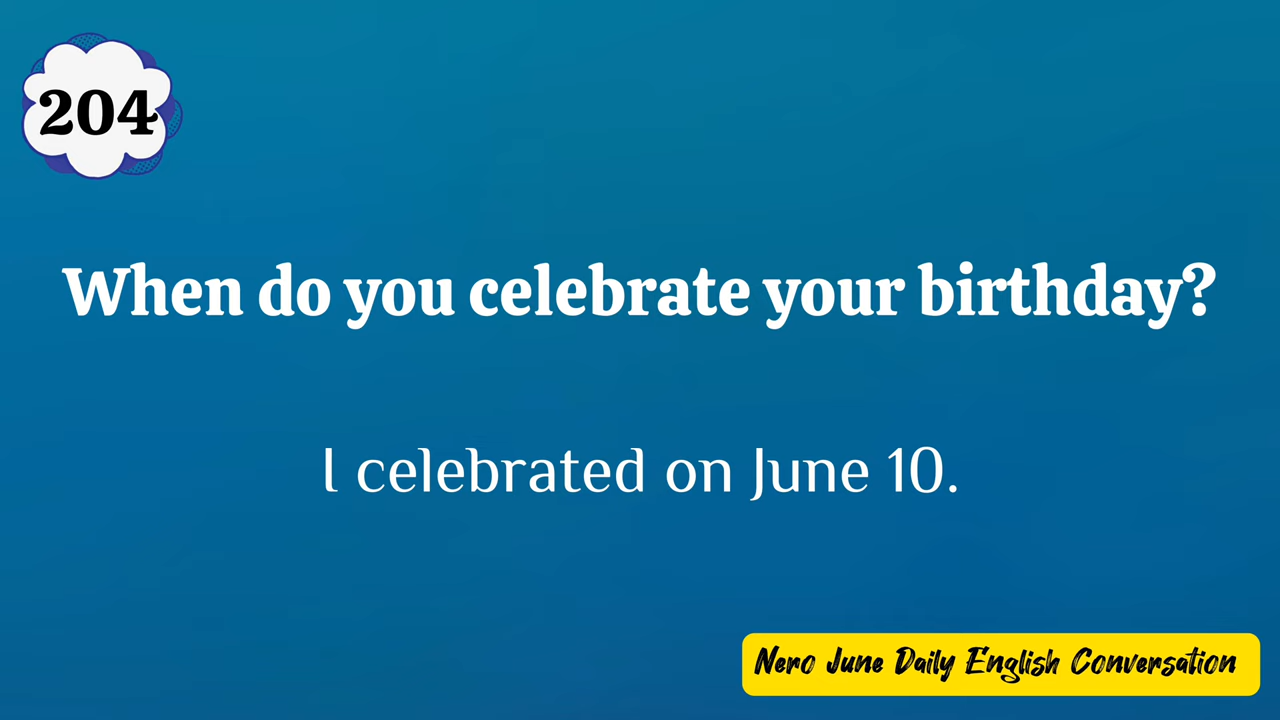 204
When do you celebrate your birthday?
I celebrated on June 10.
Nero June Daily English Conversation